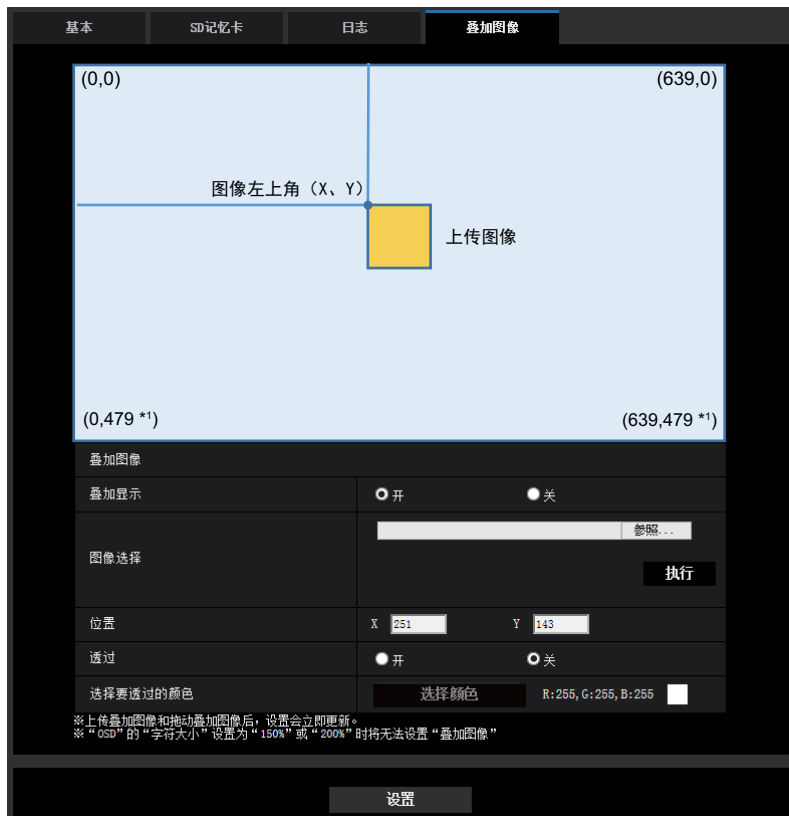 基本 SD记忆卡 日志 叠加图像
(0,0) (639,0)
图像左上角（X、Y）
上传图像
(0,479 *1) (639,479 *1)
叠加图像
叠加显示 开 关
图像选择 参照...
执行
位置 X 251 Y 143
透过 开 关
选择要透过的颜色 选择颜色 R:255,G:255,B:255
※上传叠加图像和拖动叠加图像后，设置会立即更新。
※“OSD”的“字符大小”设置为“150%”或“200%”时将无法设置“叠加图像”
设置